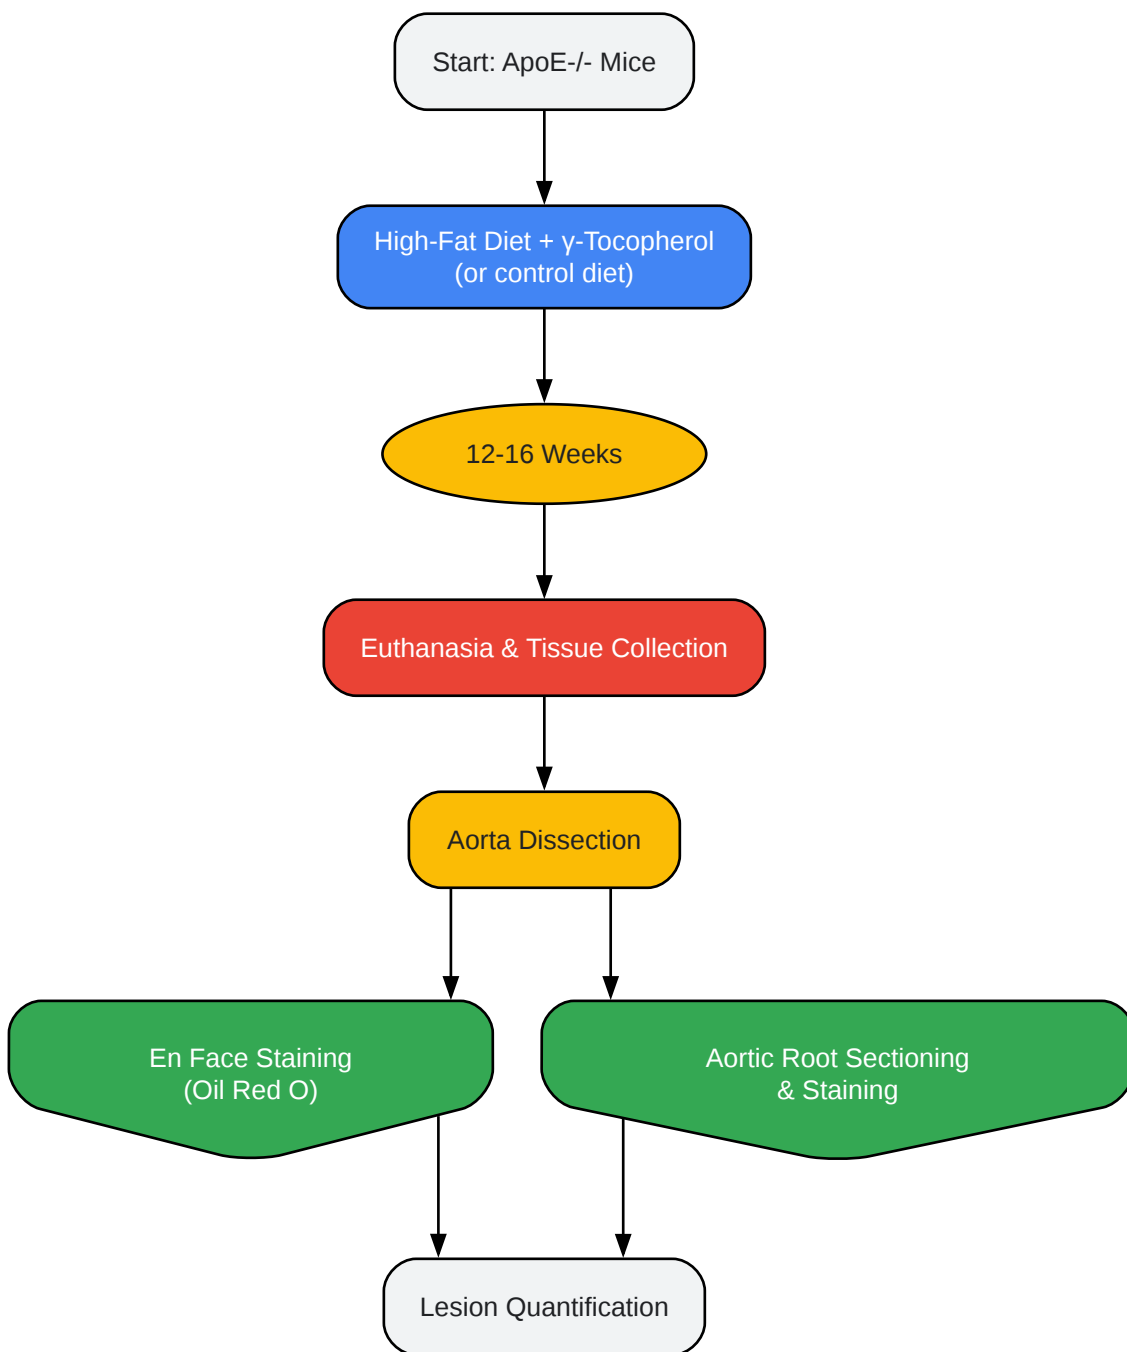 Start: ApoE-/- Mice
High-Fat Diet + γ-Tocopherol
(or control diet)
12-16 Weeks
Euthanasia & Tissue Collection
Aorta Dissection
En Face Staining
(Oil Red O)
Aortic Root Sectioning
& Staining
Lesion Quantification